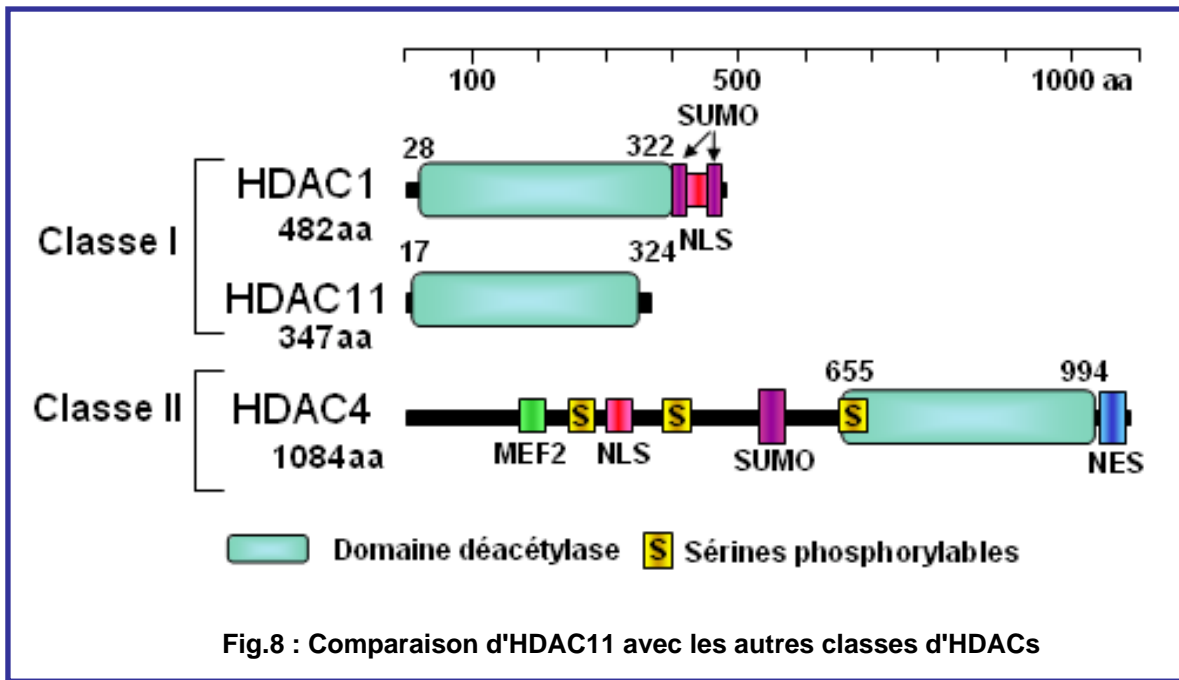 100 500 1000 aa
SUMO
28 322
HDAC1
482aa
NLS
Classe I
17 324
HDAC11
347aa
655 994
Classe II
HDAC4
S S S
1084aa
MEF2 NLS SUMO NES
Domaine déacétylase S Sérines phosphorylables
Fig.8 : Comparaison d'HDAC11 avec les autres classes d'HDACs